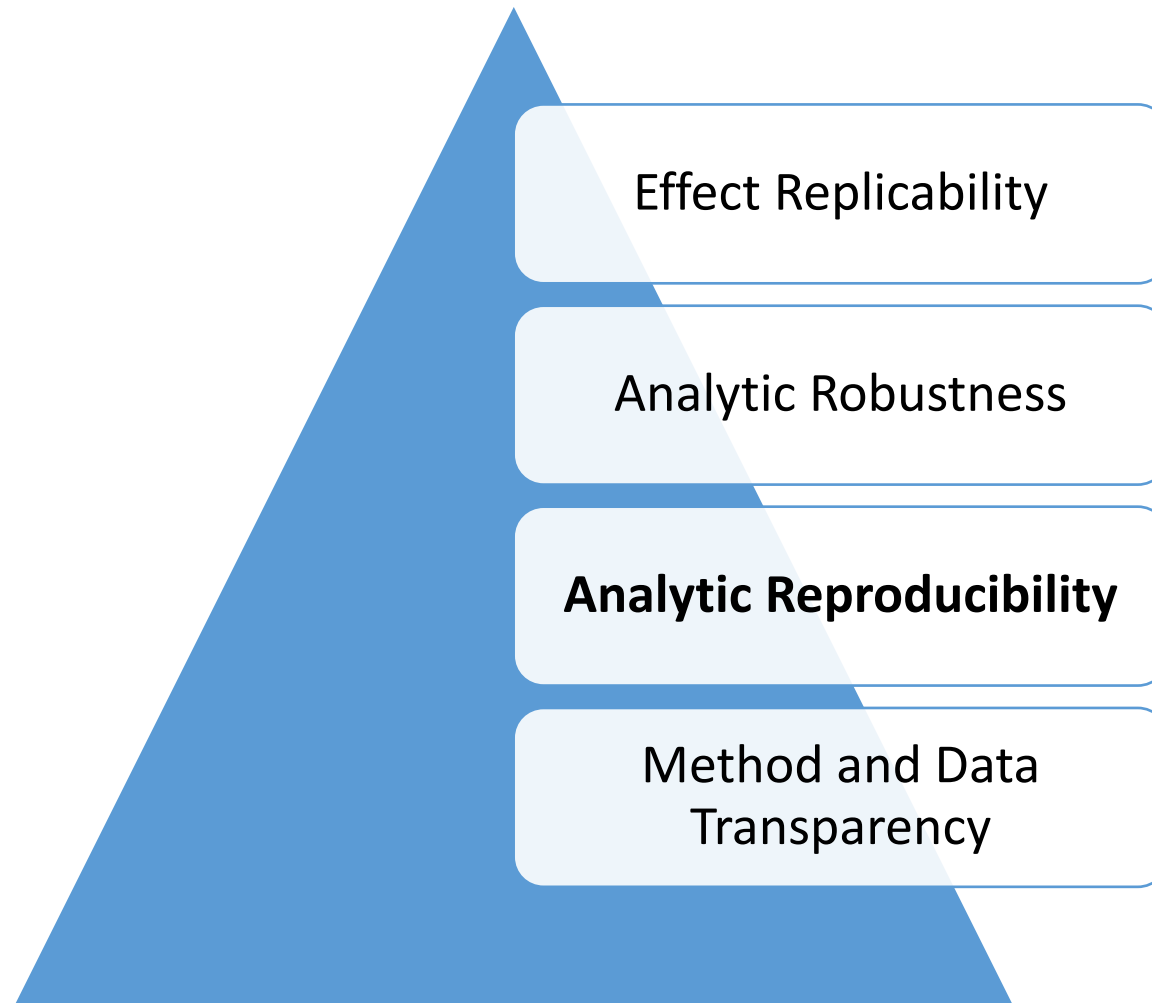 Effect Replicability
Analytic Robustness
Analytic Reproducibility
Method and Data
Transparency